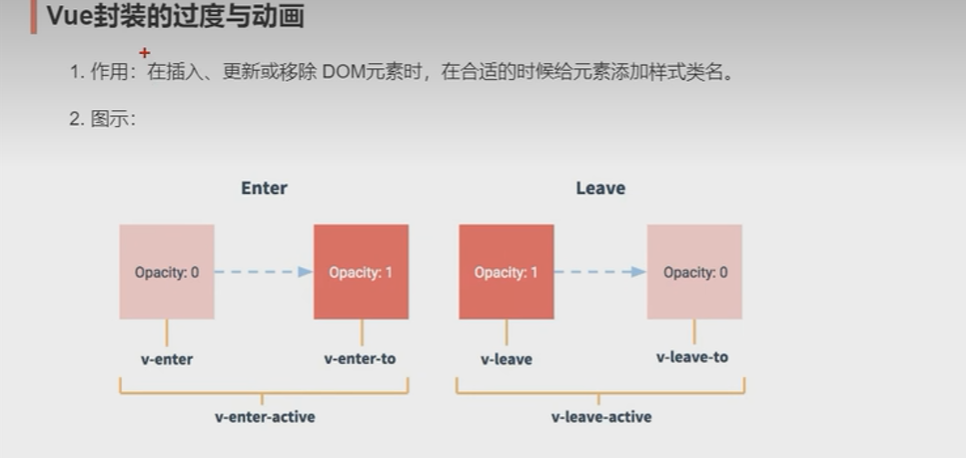 Vue封装的过度与动画
1. 作用：在插入、更新或移除 DOM元素时，在合适的时候给元素添加样式类名。
2. 图示：
Enter
Leave
Opacity: 0
Opacity: 1
Opacity: 1
Opacity: 0
v-enter
v-enter-to
v-leave
v-leave-to
v-enter-active
v-leave-active